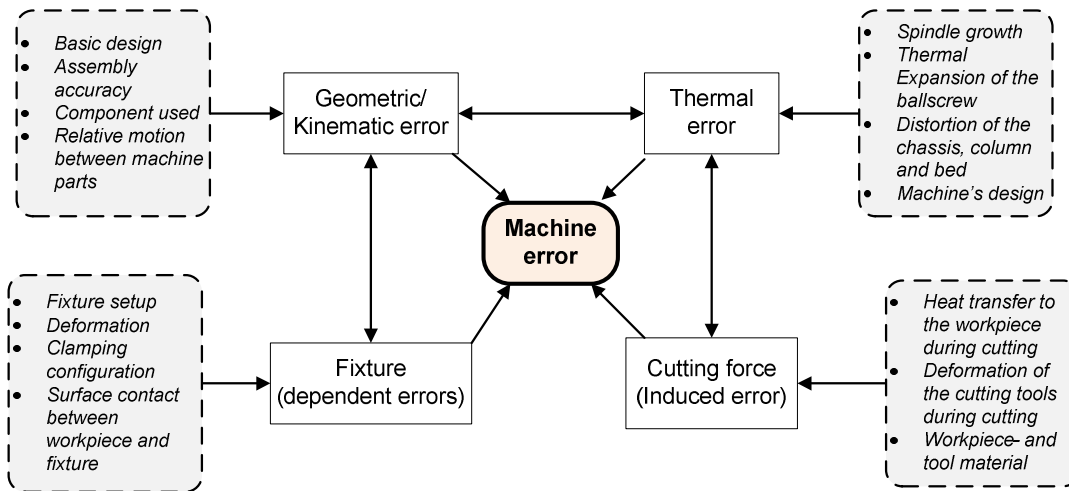 • Basic design
• Assembly
accuracy
• Component used
• Relative motion
between machine
parts
Geometric/
Kinematic error
Thermal
error
• Spindle growth
• Thermal
Expansion of the
ballscrew
• Distortion of the
chassis, column
and bed
• Machine's design
Machine
error
• Fixture setup
• Deformation
• Clamping
configuration
• Surface contact
between
workpiece and
fixture
Fixture
(dependent errors)
Cutting force
(Induced error)
• Heat transfer to
the workpiece
during cutting
• Deformation of
the cutting tools
during cutting
• Workpiece- and
tool material